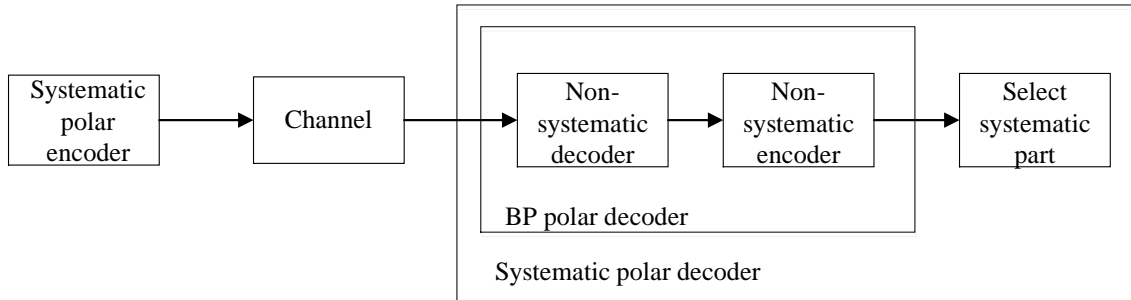 Systematic
polar
encoder
Channel
Non-
systematic
decoder
Non-
systematic
encoder
Select
systematic
part
BP polar decoder
Systematic polar decoder